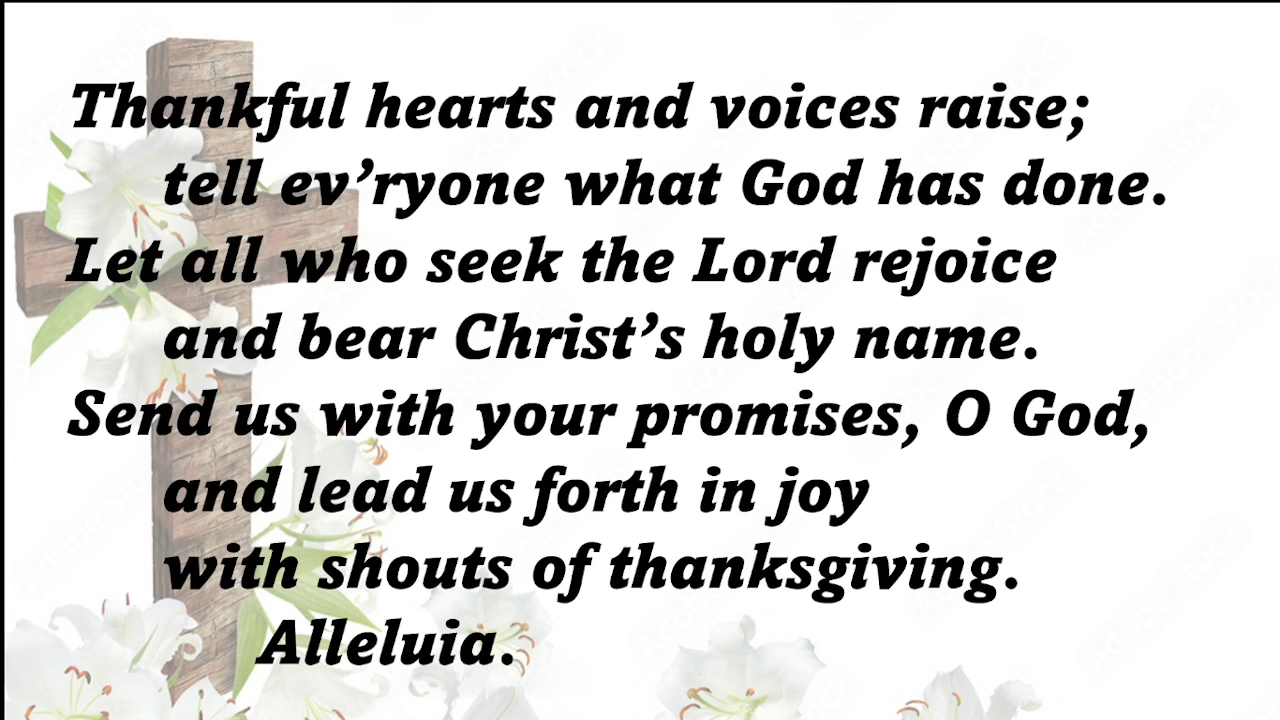 Thankful hearts and voices raise;
tell ev’ryone what God has done.
Let all who seek the Lord rejoice
and bear Christ’s holy name.
Send us with your promises, O God,
and lead us forth in joy
with shouts of thanksgiving.
Alleluia.